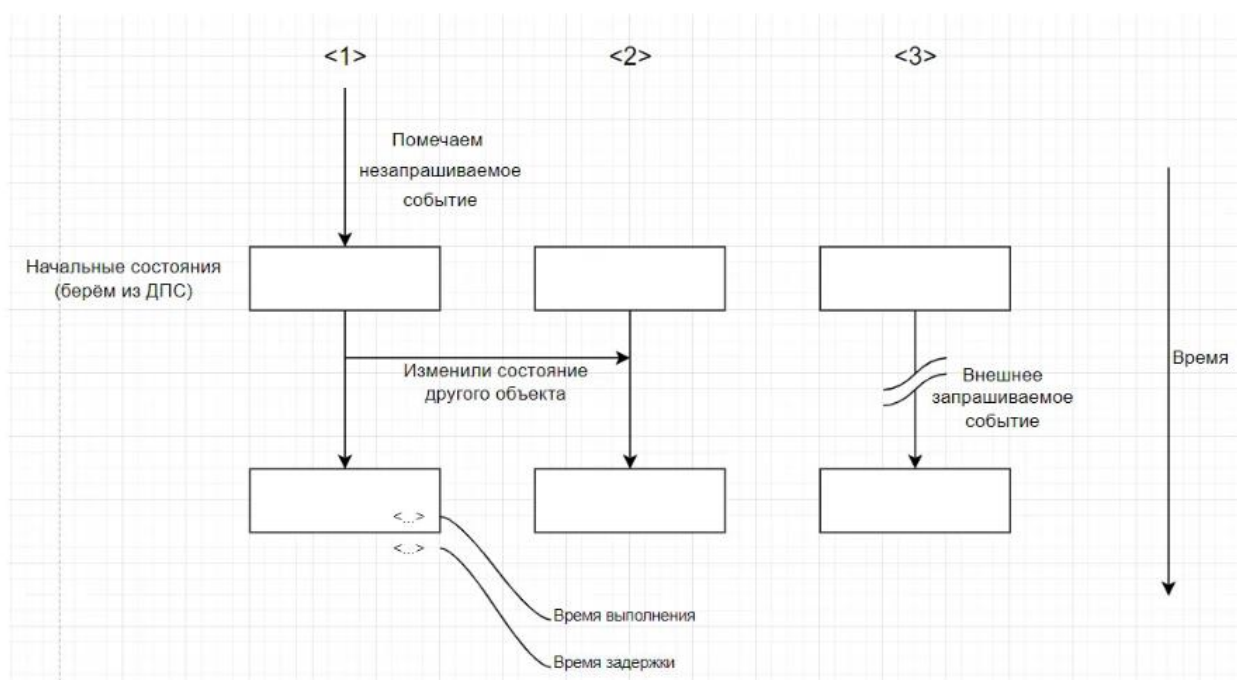 <1>
<2>
<3>
Помечаем
незапрашиваемое
событие
Начальные состояния
(берём из ДПС)
Изменили состояние
другого объекта
Внешнее
запрашиваемое
событие
Время
<...>
<...>
Время выполнения
Время задержки